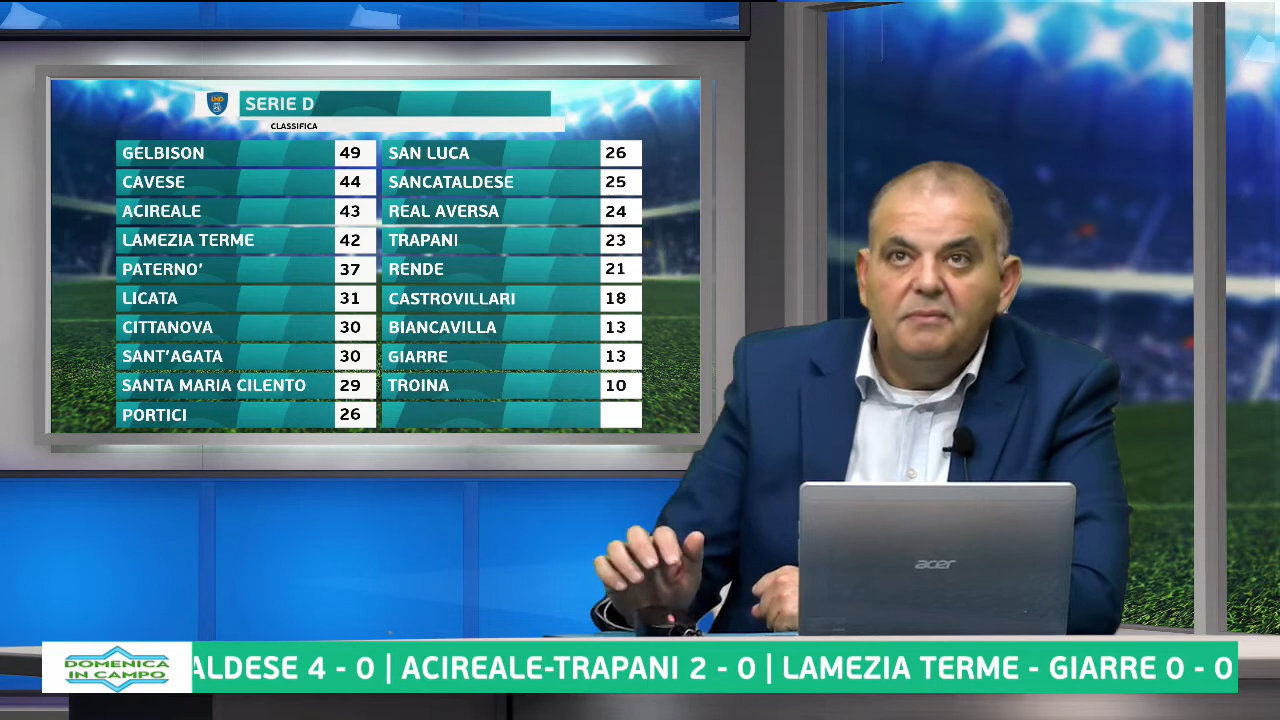 SERIE D
CLASSIFICA
GELBISON 49
CAVESE 44
ACIREALE 43
LAMEZIA TERME 42
PATERNO' 37
LICATA 31
CITTANOVA 30
SANT'AGATA 30
SANTA MARIA CILENTO 29
PORTICI 26
SAN LUCA 26
SANCATALDESE 25
REAL AVERSA 24
TRAPANI 23
RENDE 21
CASTROVILLARI 18
BIANCAVILLA 13
GIARRE 13
TROINA 10
acer
DOMENICA
IN CAMPO
ALDESE 4 - 0 | ACIREALE-TRAPANI 2 - 0 | LAMEZIA TERME - GIARRE 0 - 0